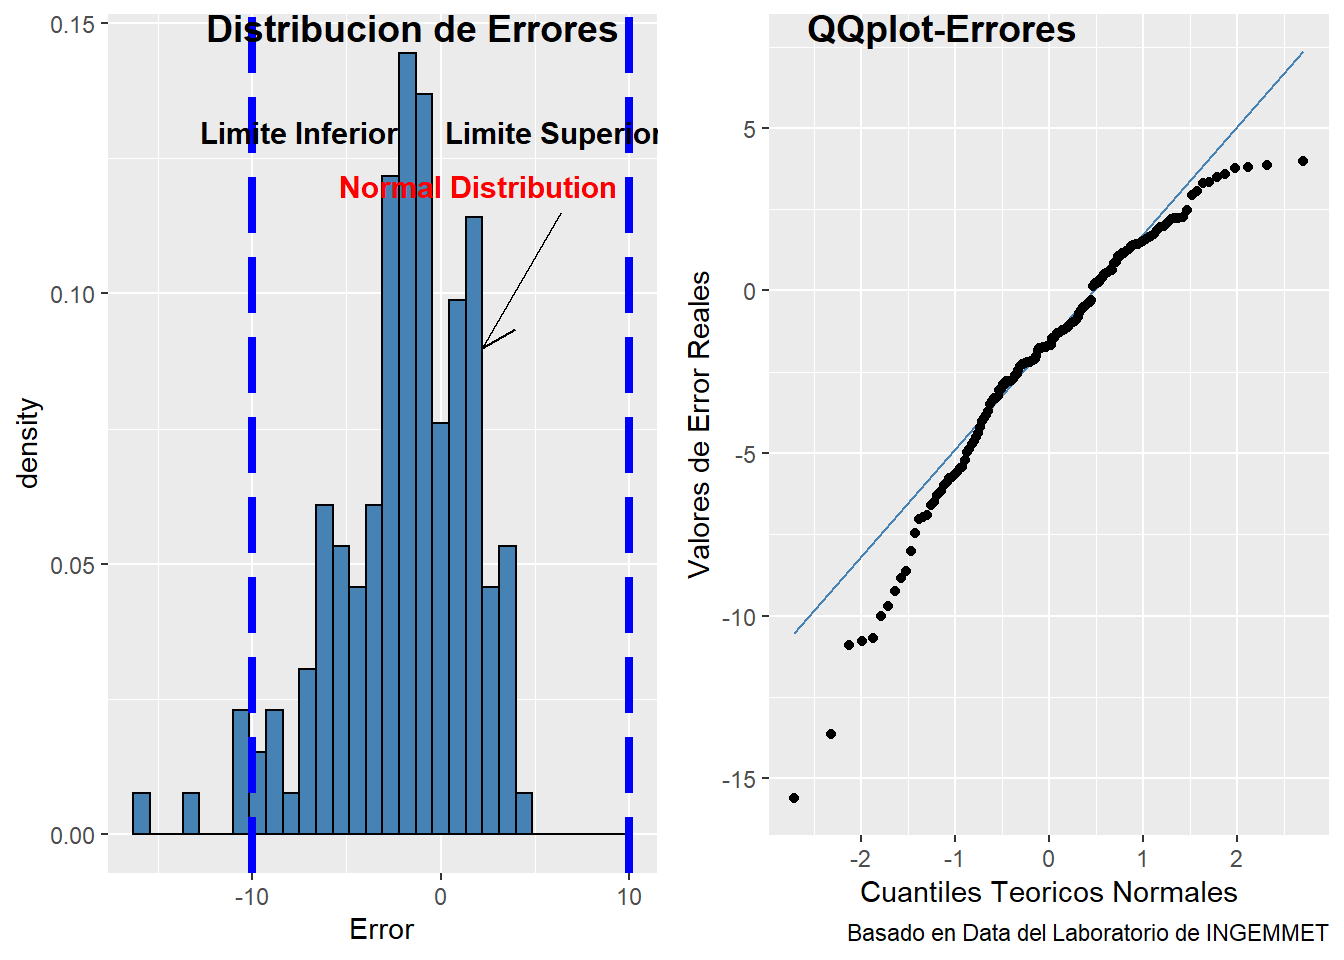 Distribucion de Errores
Limite Inferior
Limite Superior
Normal Distribution
density
0.15
0.10
0.05
0.00
-10
0
10
Error
QQplot-Errores
Valores de Error Reales
5
0
-5
-10
-15
-2
-1
0
1
2
Cuantiles Teoricos Normales
Basado en Data del Laboratorio de INGEMMET